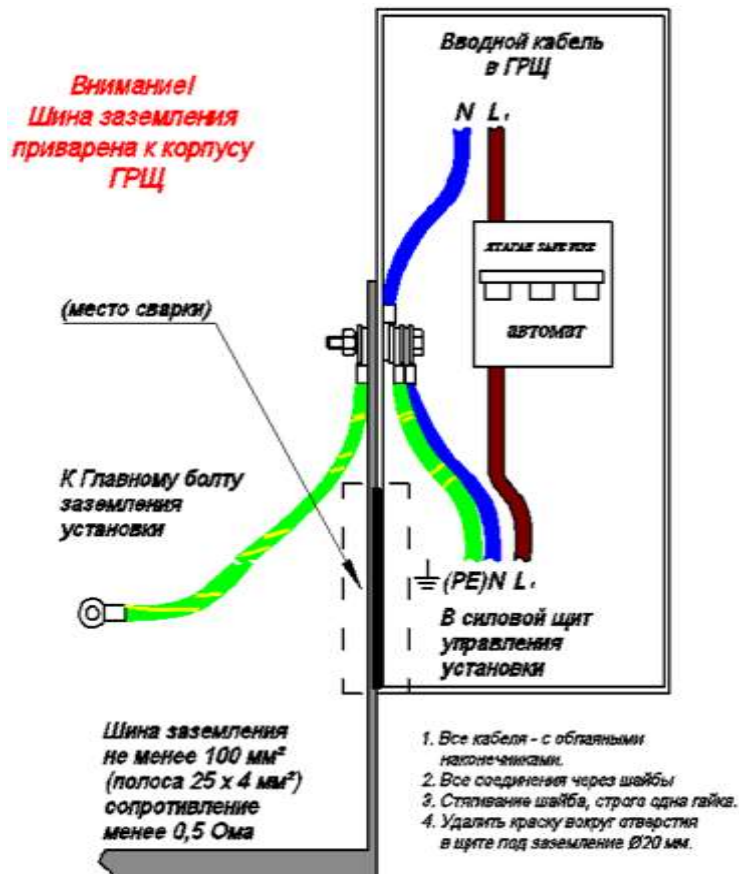 Внимание!
Шина заземления
приварена к корпусу
ГРЩ
Вводной кабель
в ГРЩ
N L₁
автомат
(место сварки)
К Главному болту
заземления
установки
(PE) N L₁
В силовой щит
управления
установки
Шина заземления
не менее 100 мм²
(полоса 25 x 4 мм²)
сопротивление
менее 0,5 Ома
1. Все кабеля - с обпаяными
наконечниками.
2. Все соединения через шайбы
3. Стягивание шайба, строго одна гайка.
4. Удалить краску вокруг отверстия
в щите под заземление Ø20 мм.